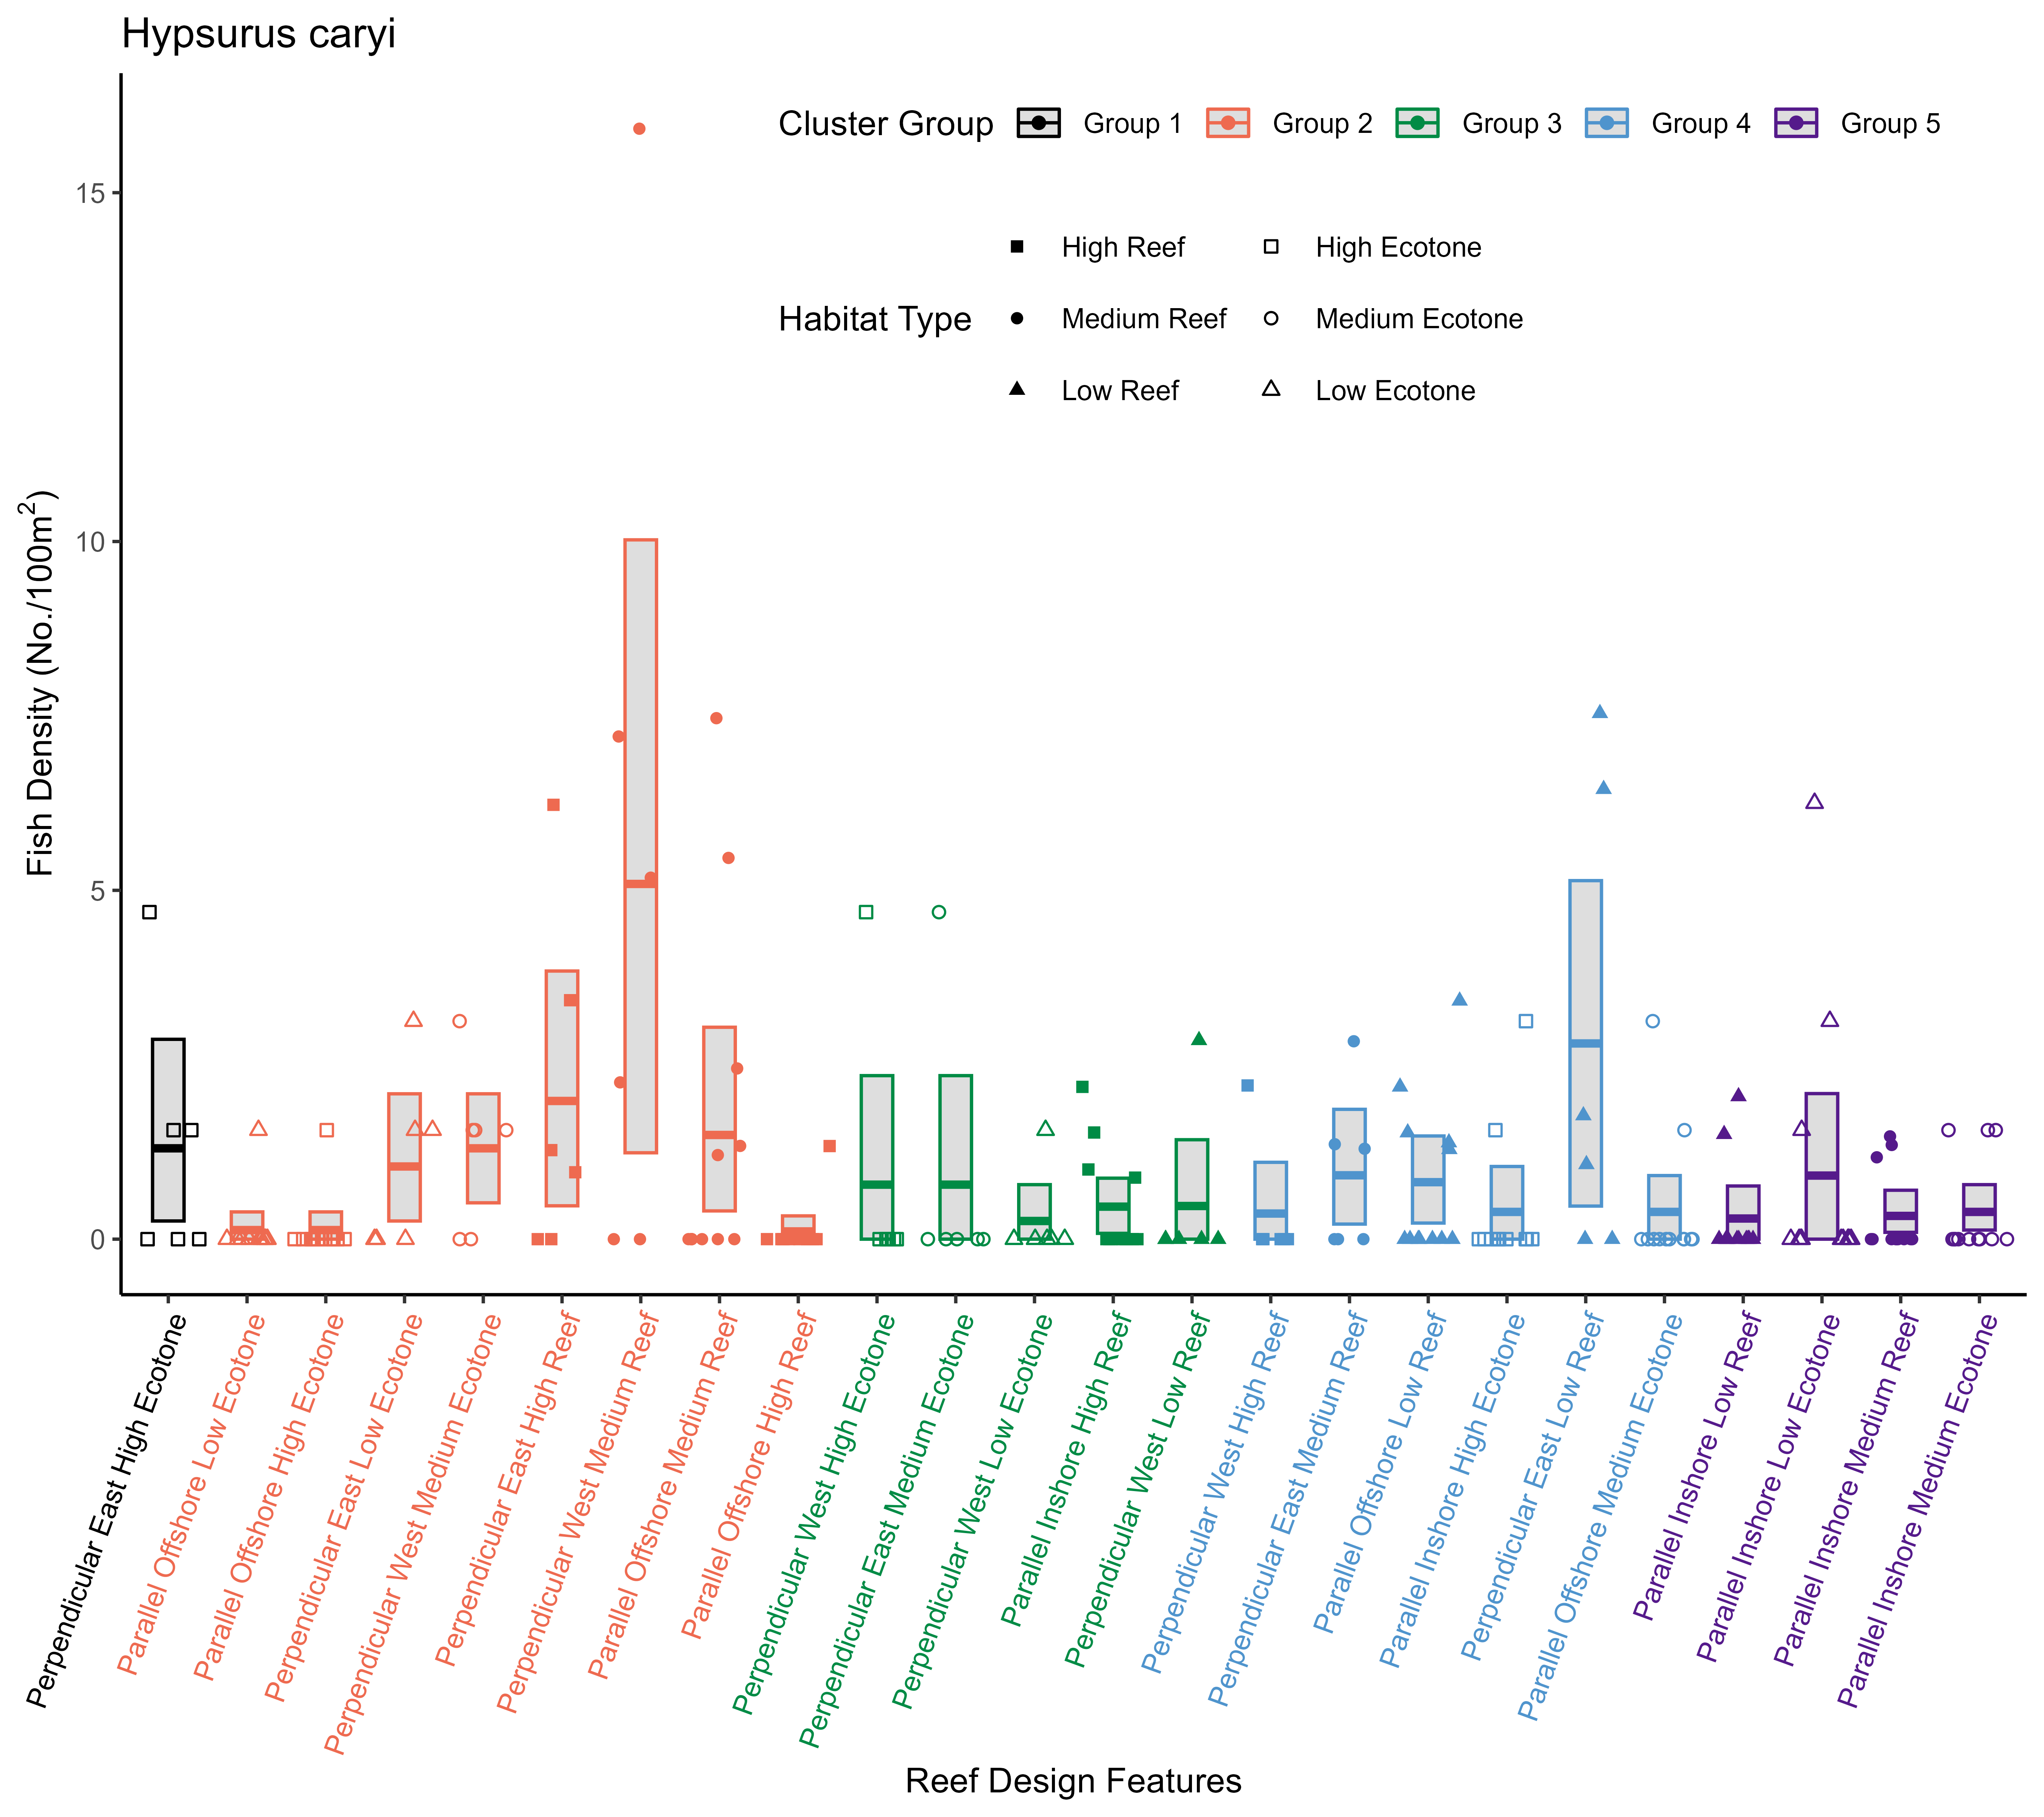 Hypsurus caryi
Cluster Group Group 1 Group 2 Group 3 Group 4 Group 5
Habitat Type
High Reef High Ecotone
Medium Reef Medium Ecotone
Low Reef Low Ecotone
Fish Density (No./100m²)
15
10
5
0
Perpendicular East High Ecotone
Parallel Offshore Low Ecotone
Parallel Offshore High Ecotone
Perpendicular East Low Ecotone
Perpendicular West Medium Ecotone
Perpendicular East High Reef
Perpendicular West Medium Reef
Parallel Offshore Medium Reef
Parallel Offshore High Reef
Perpendicular West High Ecotone
Perpendicular East Medium Ecotone
Perpendicular West Low Ecotone
Parallel Inshore High Reef
Perpendicular West Low Reef
Perpendicular West High Reef
Perpendicular East Medium Reef
Parallel Offshore Low Reef
Parallel Inshore High Ecotone
Perpendicular East Low Reef
Parallel Offshore Medium Ecotone
Parallel Inshore Low Reef
Parallel Inshore Low Ecotone
Parallel Inshore Medium Reef
Parallel Inshore Medium Ecotone
Reef Design Features